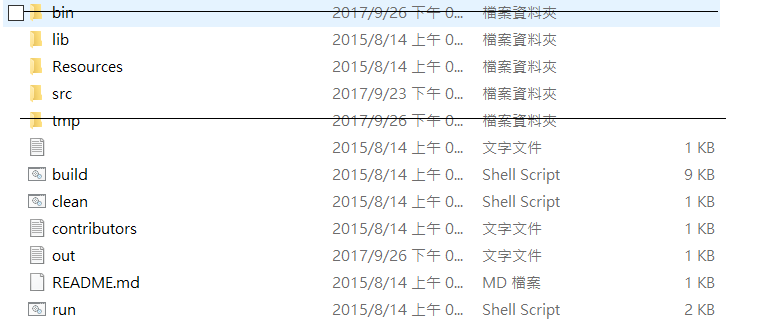 bin 2017/9/26 下午 0... 檔案資料夾
lib 2015/8/14 上午 0... 檔案資料夾
Resources 2015/8/14 上午 0... 檔案資料夾
src 2017/9/23 下午 0... 檔案資料夾
tmp 2017/9/26 下午 0... 檔案資料夾
2015/8/14 上午 0... 文字文件 1 KB
build 2015/8/14 上午 0... Shell Script 9 KB
clean 2015/8/14 上午 0... Shell Script 1 KB
contributors 2015/8/14 上午 0... 文字文件 1 KB
out 2017/9/26 下午 0... 文字文件 1 KB
README.md 2015/8/14 上午 0... MD 檔案 1 KB
run 2015/8/14 上午 0... Shell Script 2 KB